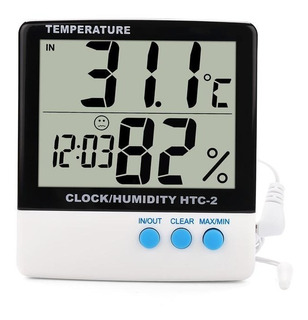 TEMPERATURE
IN
31.1°C
12:03 82%
CLOCK/HUMIDITY HTC-2
IN/OUT CLEAR MAX/MIN